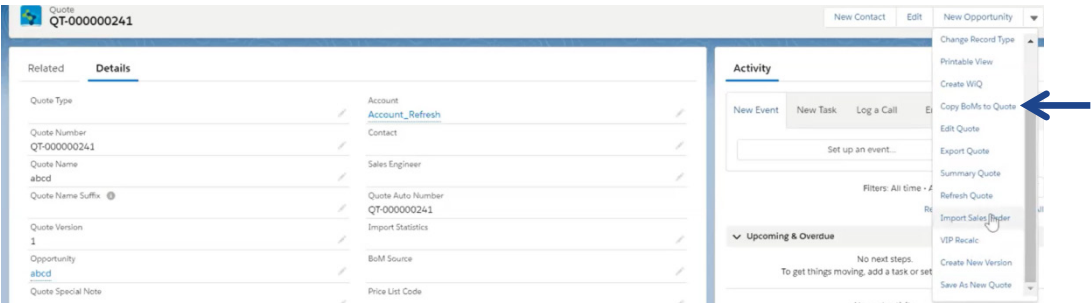 Quote
QT-000000241
New Contact
Edit
New Opportunity
Related
Details
Quote Type
Quote Number
QT-000000241
Quote Name
abcd
Quote Name Suffix
Quote Version
1
Opportunity
abcd
Quote Special Note
Account
Account_Refresh
Contact
Sales Engineer
Quote Auto Number
QT-000000241
Import Statistics
BoM Source
Price List Code
Activity
New Event
New Task
Log a Call
Set up an event...
Filters: All time •
Upcoming & Overdue
No next steps.
To get things moving, add a task or set
Change Record Type
Printable View
Create WIQ
Copy BoMs to Quote
Edit Quote
Export Quote
Summary Quote
Refresh Quote
Import Sales Order
VIP Recalc
Create New Version
Save As New Quote